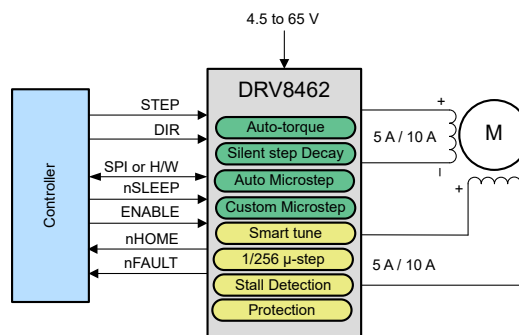 4.5 to 65 V
DRV8462
Controller
STEP
DIR
SPI or H/W
nSLEEP
ENABLE
nHOME
nFAULT
Auto-torque
Silent step Decay
Auto Microstep
Custom Microstep
Smart tune
1/256 µ-step
Stall Detection
Protection
+
5 A / 10 A
–
M
+
–
5 A / 10 A